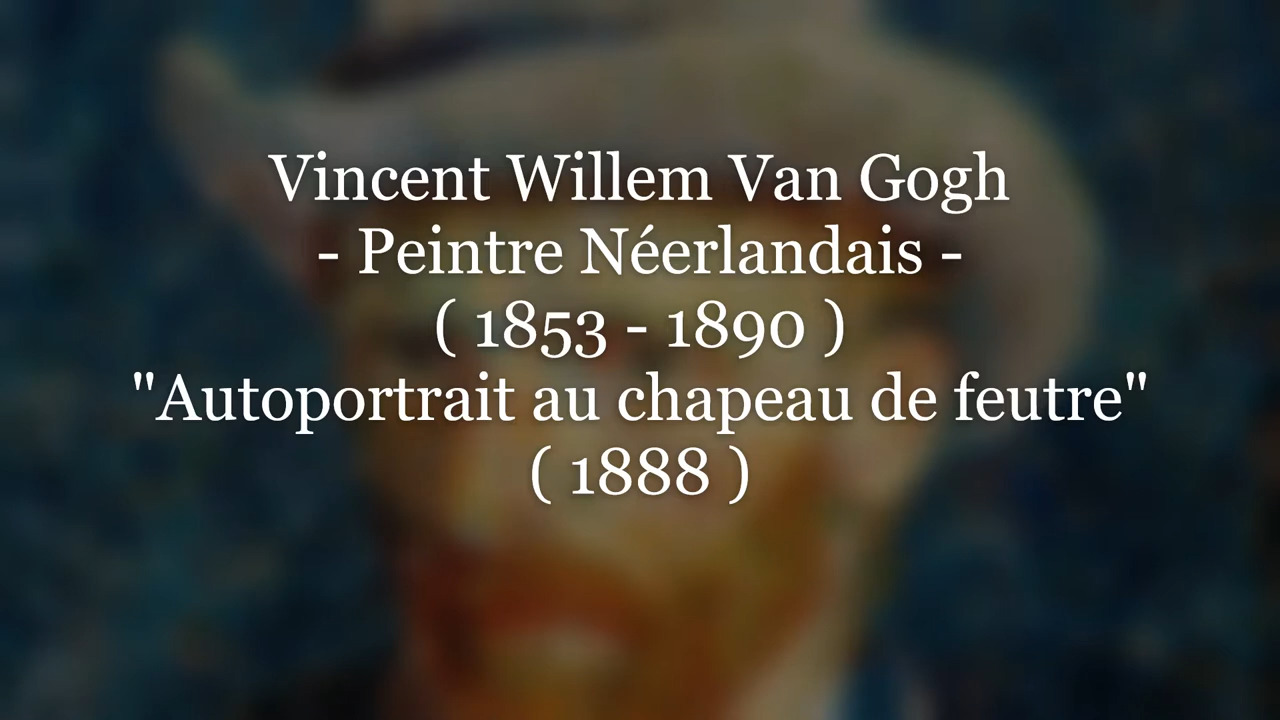 Vincent Willem Van Gogh
- Peintre Néerlandais -
( 1853 - 1890 )
"Autoportrait au chapeau de feutre"
( 1888 )